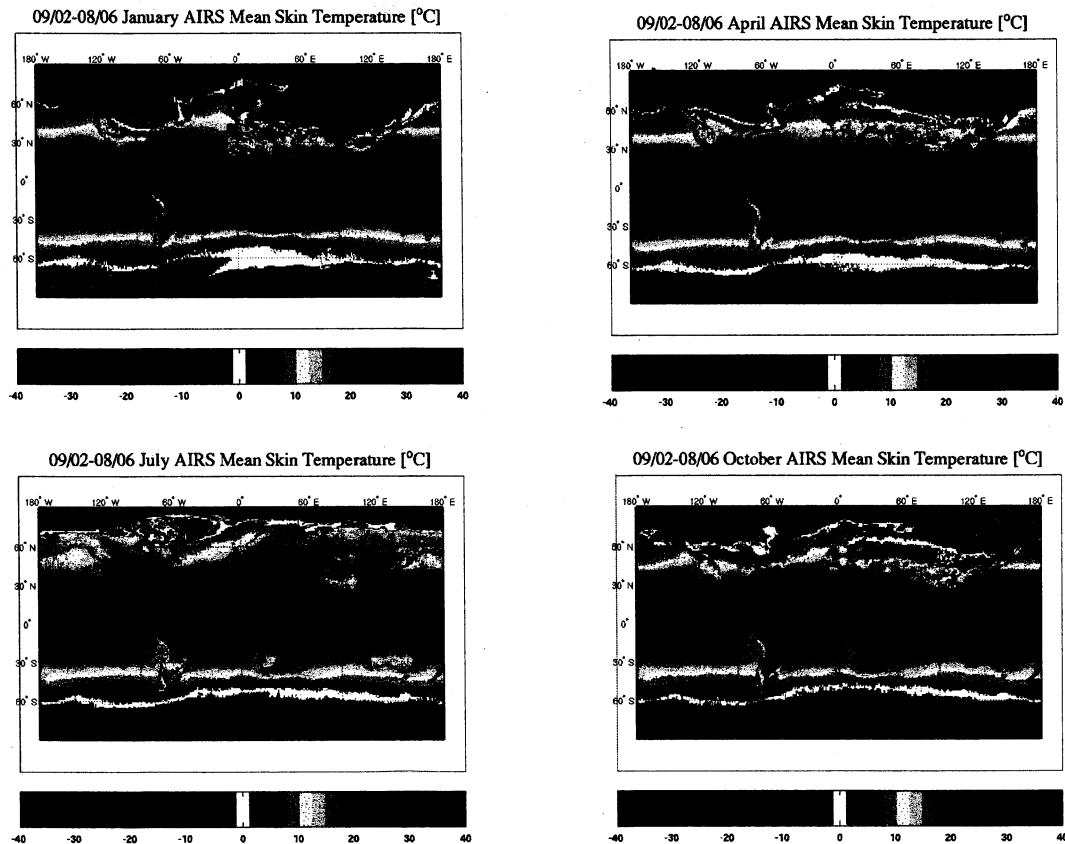 09/02-08/06 January AIRS Mean Skin Temperature [°C]
180° W 120° W 60° W 0° 60° E 120° E 180° E
60° N
30° N
0°
30° S
60° S
-40 -30 -20 -10 0 10 20 30 40
09/02-08/06 April AIRS Mean Skin Temperature [°C]
180° W 120° W 60° W 0° 60° E 120° E 180° E
60° N
30° N
0°
30° S
60° S
-40 -30 -20 -10 0 10 20 30 40
09/02-08/06 July AIRS Mean Skin Temperature [°C]
180° W 120° W 60° W 0° 60° E 120° E 180° E
60° N
30° N
0°
30° S
60° S
-40 -30 -20 -10 0 10 20 30 40
09/02-08/06 October AIRS Mean Skin Temperature [°C]
180° W 120° W 60° W 0° 60° E 120° E 180° E
60° N
30° N
0°
30° S
60° S
-40 -30 -20 -10 0 10 20 30 40